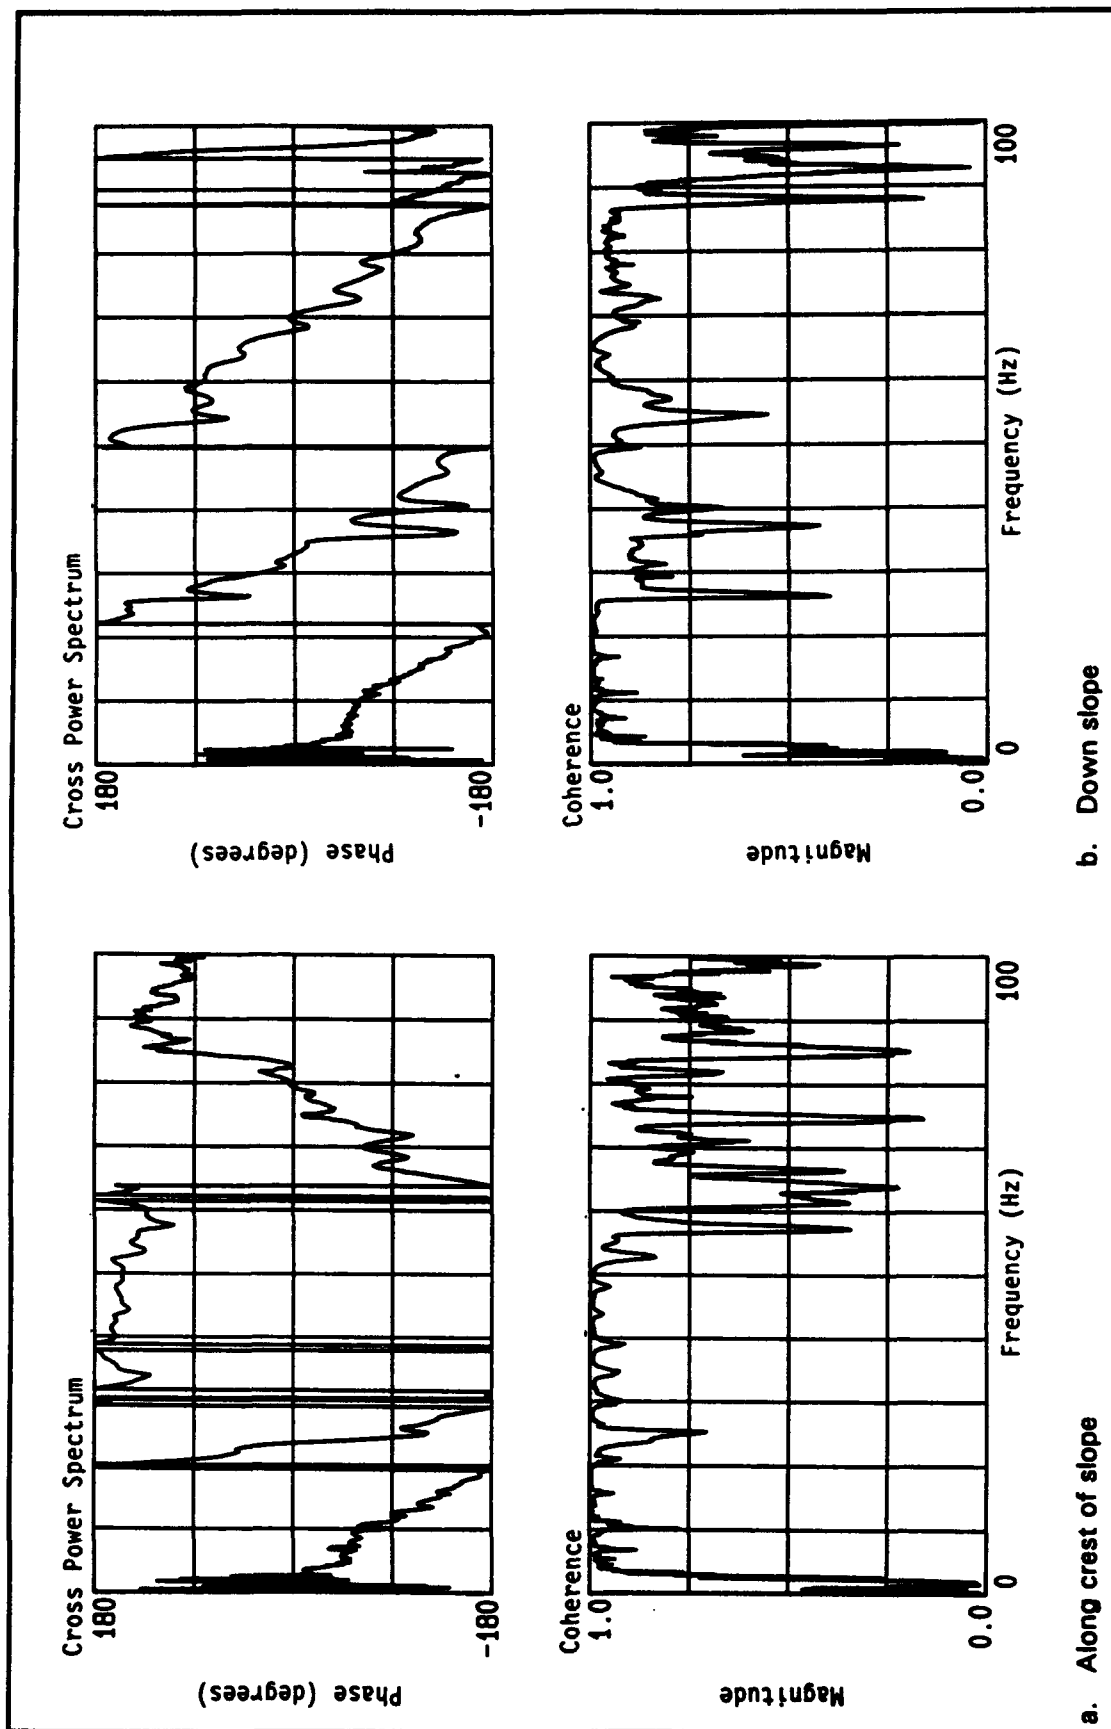 Cross Power Spectrum
180
Phase (degrees)
-180
Coherence
1.0
Magnitude
0.0
0
100
Frequency (Hz)
a. Along crest of slope
Cross Power Spectrum
180
Phase (degrees)
-180
Coherence
1.0
Magnitude
0.0
0
100
Frequency (Hz)
b. Down slope